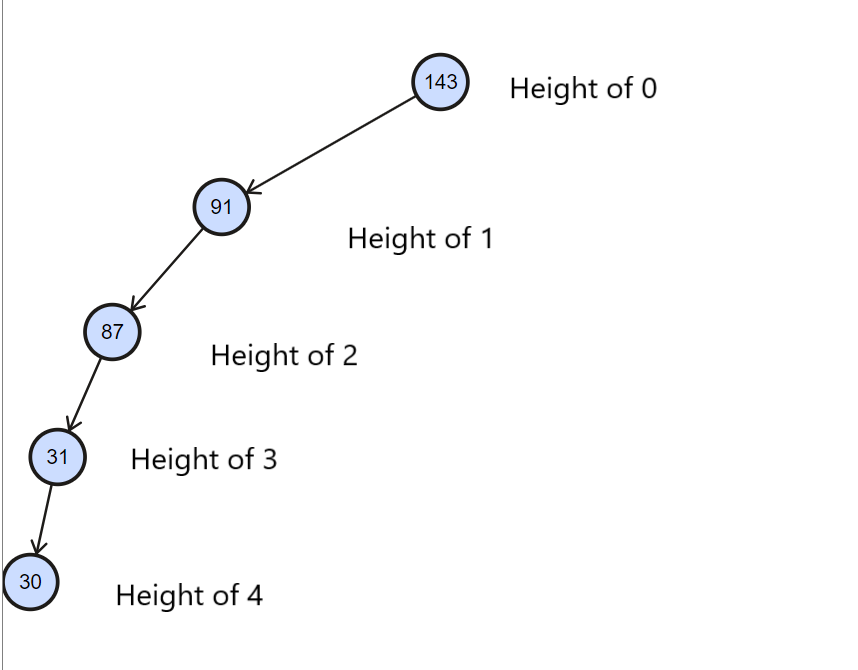 143
Height of 0
91
Height of 1
87
Height of 2
31
Height of 3
30
Height of 4